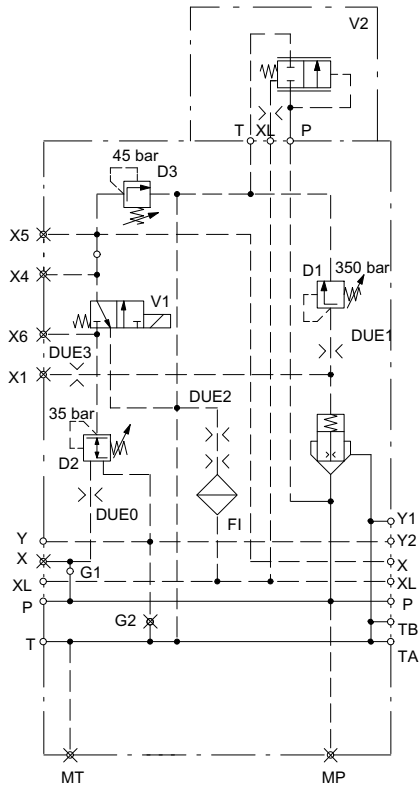 V2
T XL P
45 bar
D3
X5
X4
D1 350 bar
V1
X6
DUE3
DUE1
X1
DUE2
35 bar
D2
DUE0
FI
Y1
Y
Y2
X
G1
X
XL
XL
P
P
G2
TB
T
TA
MT
MP